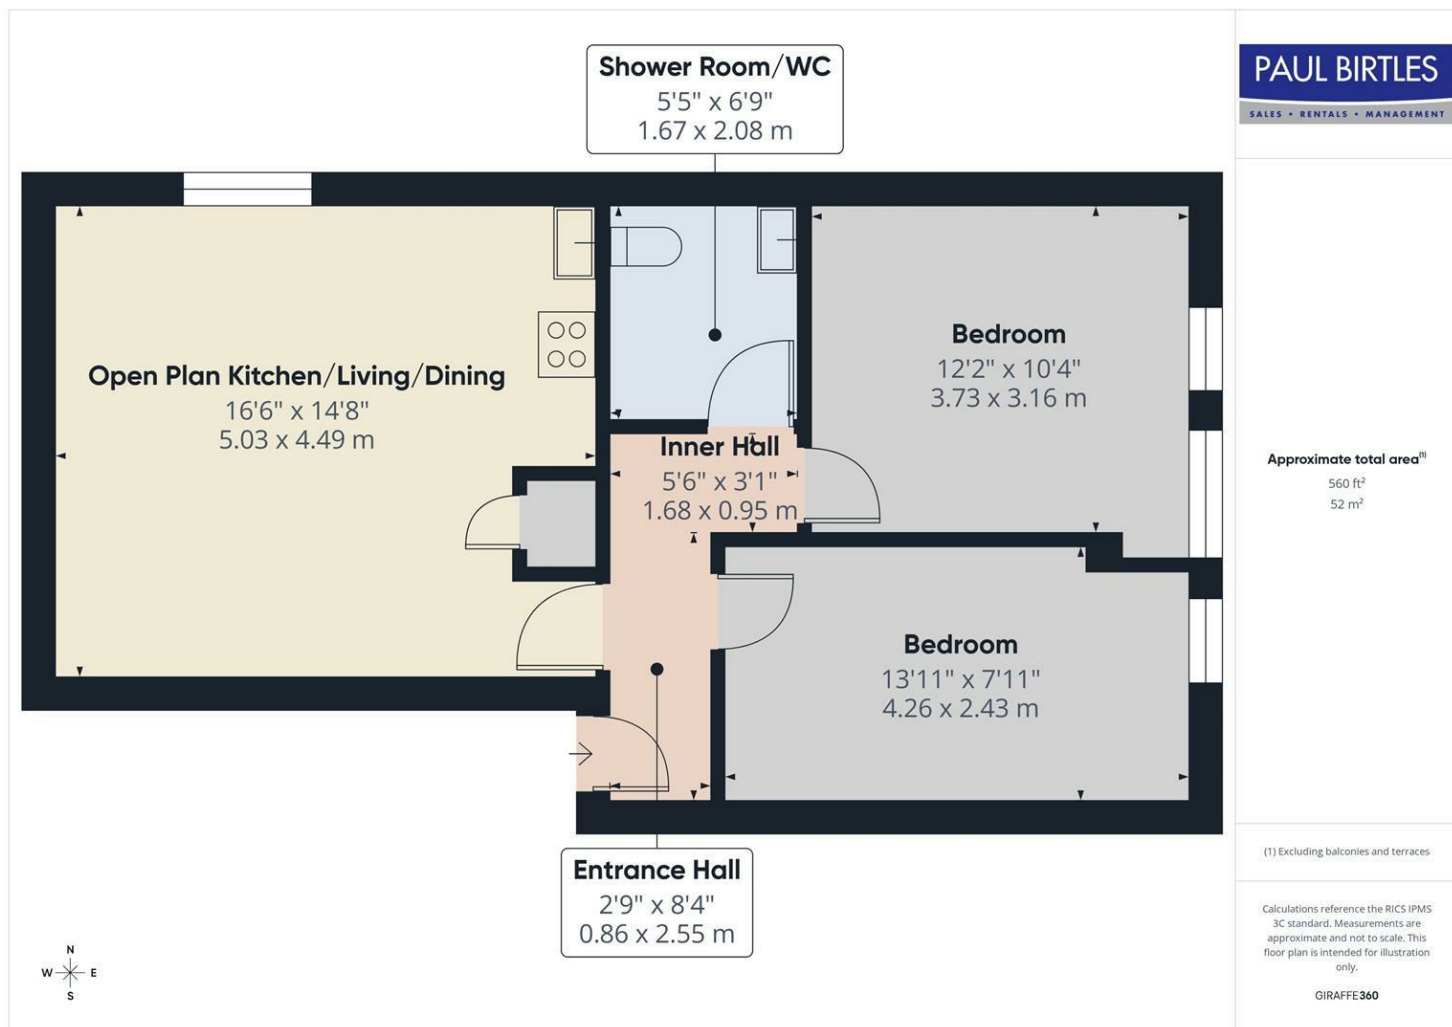 Shower Room/WC
5'5" x 6'9"
1.67 x 2.08 m
PAUL BIRTLES
SALES • RENTALS • MANAGEMENT
Open Plan Kitchen/Living/Dining
16'6" x 14'8"
5.03 x 4.49 m
Bedroom
12'2" x 10'4"
3.73 x 3.16 m
Inner Hall
5'6" x 3'1"
1.68 x 0.95 m
Bedroom
13'11" x 7'11"
4.26 x 2.43 m
Entrance Hall
2'9" x 8'4"
0.86 x 2.55 m
N
W E
S
Approximate total area⁽¹⁾
560 ft²
52 m²
(1) Excluding balconies and terraces
Calculations reference the RICS IPMS
3C standard. Measurements are
approximate and not to scale. This
floor plan is intended for illustration
only.
GIRAFFE360